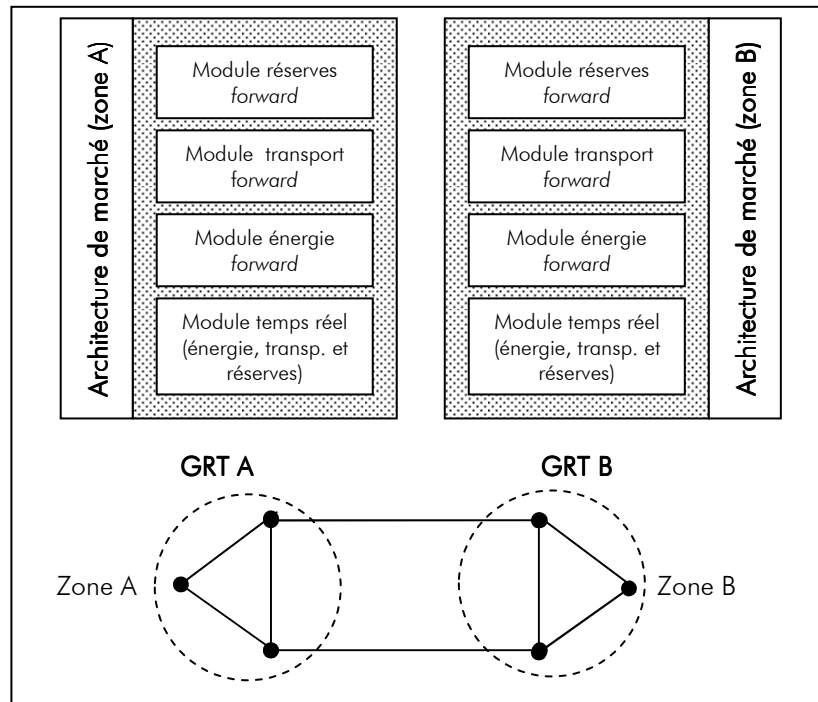 Architecture de marché (zone A)
Module réserves
forward
Module transport
forward
Module énergie
forward
Module temps réel
(énergie, transp. et
réserves)
Module réserves
forward
Module transport
forward
Module énergie
forward
Module temps réel
(énergie, transp. et
réserves)
Architecture de marché (zone B)
GRT A
GRT B
Zone A
Zone B